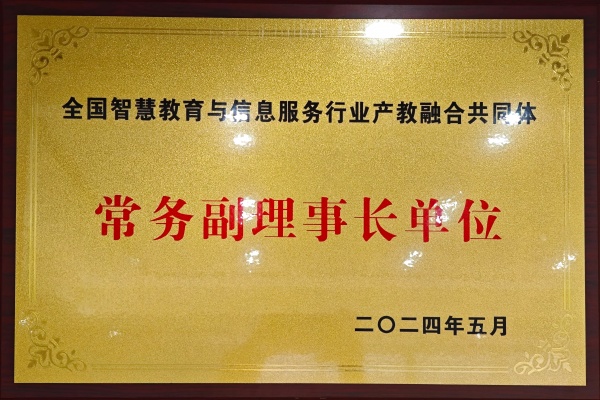 全国智慧教育与信息服务行业产教融合共同体
常务副理事长单位
二〇二四年五月